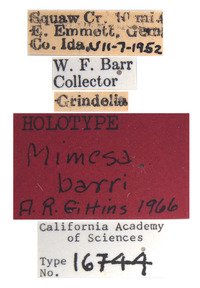 Squaw Cr. 10 mi.
E. Emmett, Gem
Co. Ida. VII-7-1952
W. F. Barr
Collector
Grindelia
HOLOTYPE
Mimesa
barri
A.R. Gittins 1966
California Academy
of Sciences
Type
No. 16744